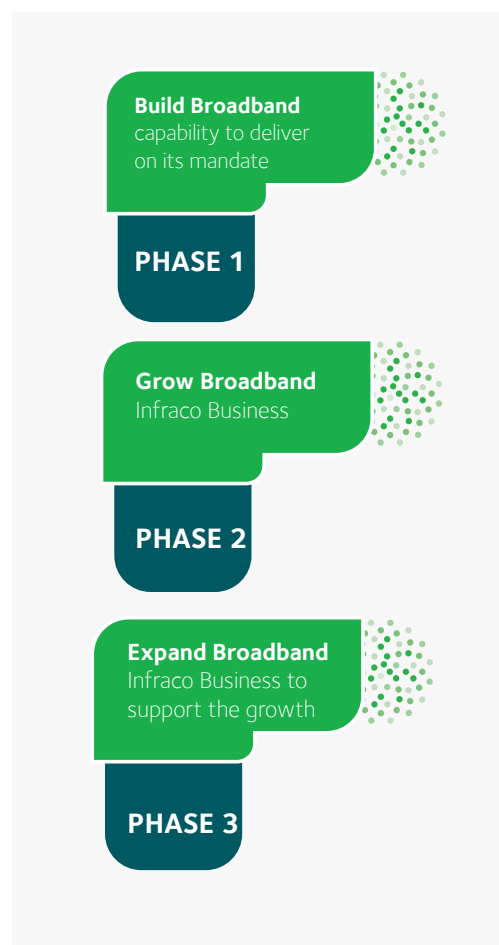 Build Broadband
capability to deliver
on its mandate
PHASE 1
Grow Broadband
Infraco Business
PHASE 2
Expand Broadband
Infraco Business to
support the growth
PHASE 3